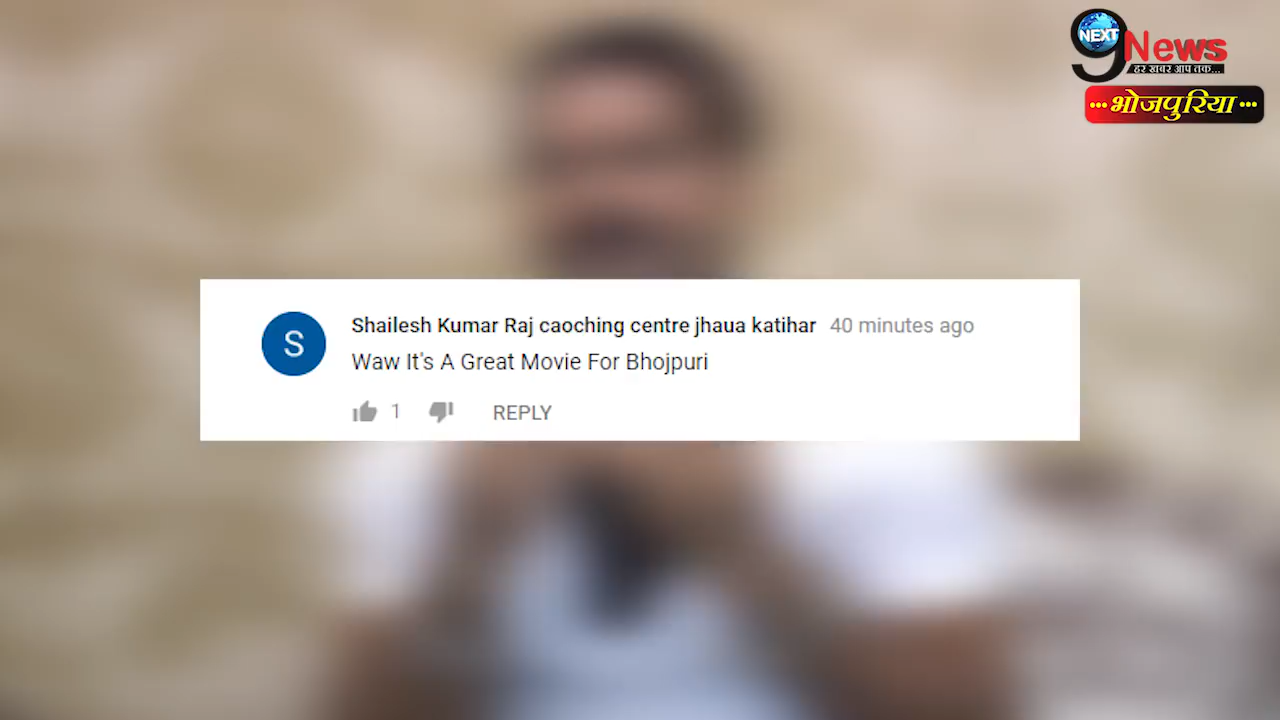 NEXT
9 News
हर खबर आप तक...
...भोजपुरिया...
Shailesh Kumar Raj caoching centre jhaua katihar 40 minutes ago
Waw It's A Great Movie For Bhojpuri
S
1 REPLY